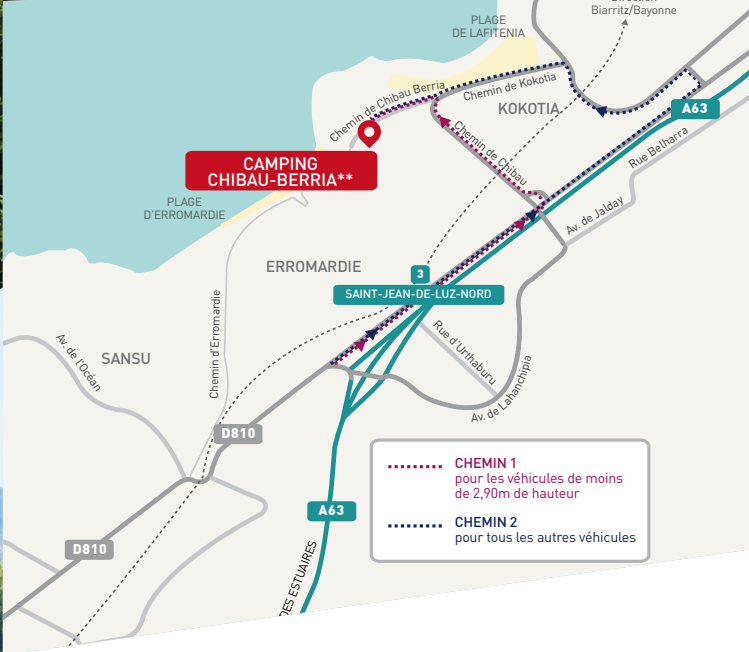 Biarritz/Bayonne
PLAGE
DE LAFITENIA
Chemin de Chibau Berria
Chemin de Kokotia
KOKOTIA
A63
Chemin de Chibau
Rue Belharra
CAMPING
CHIBAU-BERRIA**
PLAGE
D'ERROMARDIE
Av. de Jalday
ERROMARDIE
3
SAINT-JEAN-DE-LUZ-NORD
Rue d'Urthaburu
Chemin d'Erromardie
Av. de l'Océan
SANSU
Av. de Lahanchipia
D810
CHEMIN 1
pour les véhicules de moins
de 2,90m de hauteur
CHEMIN 2
pour tous les autres véhicules
A63
D810
DES ESTUAIRES